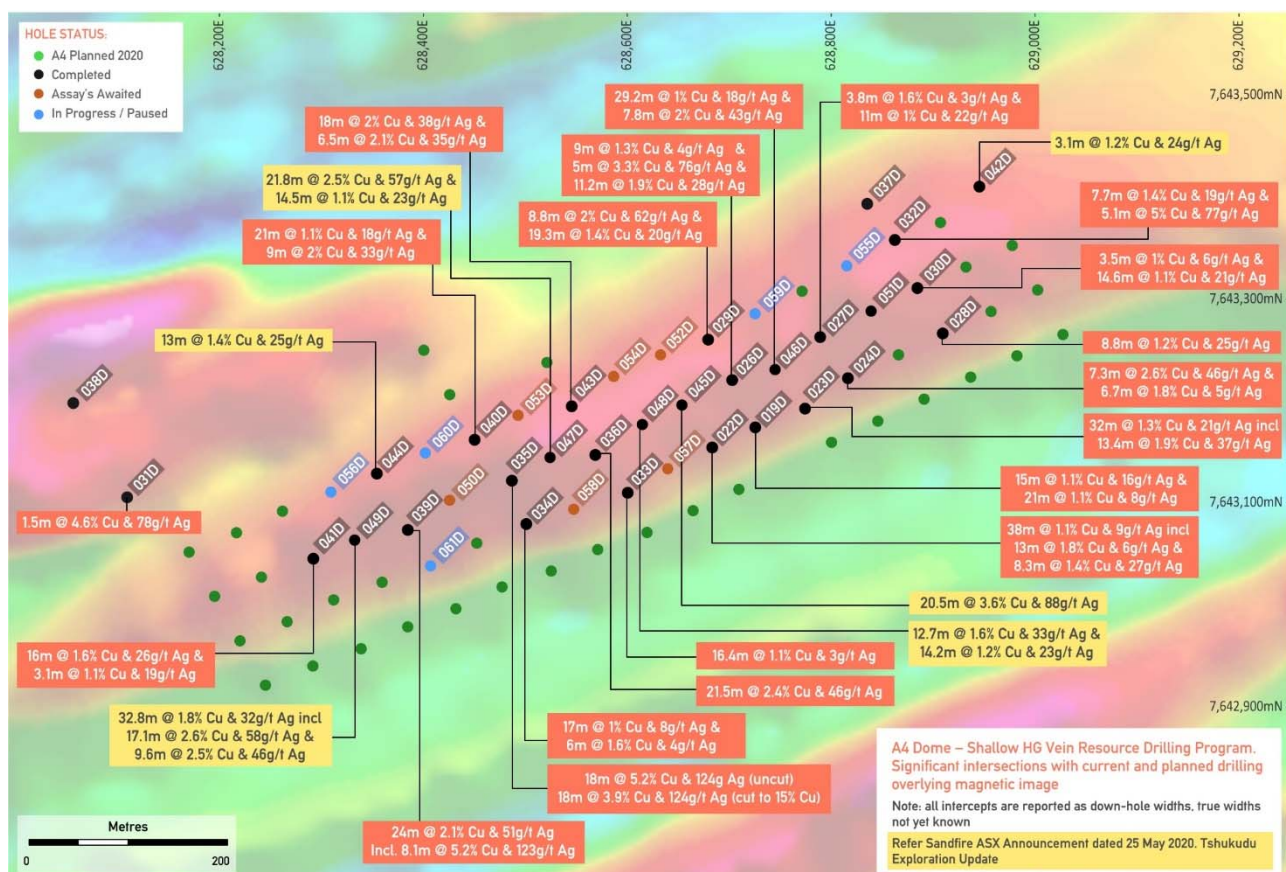 HOLE STATUS:
A4 Planned 2020
Completed
Assay's Awaited
In Progress / Paused
628,200E
628,400E
628,600E
628,800E
629,000E
629,200E
7,643,500mN
7,643,300mN
7,643,100mN
7,642,900mN
18m @ 2% Cu & 38g/t Ag &
6.5m @ 2.1% Cu & 35g/t Ag
21.8m @ 2.5% Cu & 57g/t Ag &
14.5m @ 1.1% Cu & 23g/t Ag
21m @ 1.1% Cu & 18g/t Ag &
9m @ 2% Cu & 33g/t Ag
13m @ 1.4% Cu & 25g/t Ag
29.2m @ 1% Cu & 18g/t Ag &
7.8m @ 2% Cu & 43g/t Ag
9m @ 1.3% Cu & 4g/t Ag &
5m @ 3.3% Cu & 76g/t Ag &
11.2m @ 1.9% Cu & 28g/t Ag
8.8m @ 2% Cu & 62g/t Ag &
19.3m @ 1.4% Cu & 20g/t Ag
3.8m @ 1.6% Cu & 3g/t Ag &
11m @ 1% Cu & 22g/t Ag
3.1m @ 1.2% Cu & 24g/t Ag
7.7m @ 1.4% Cu & 19g/t Ag &
5.1m @ 5% Cu & 77g/t Ag
3.5m @ 1% Cu & 6g/t Ag &
14.6m @ 1.1% Cu & 21g/t Ag
8.8m @ 1.2% Cu & 25g/t Ag
7.3m @ 2.6% Cu & 46g/t Ag &
6.7m @ 1.8% Cu & 5g/t Ag
32m @ 1.3% Cu & 21g/t Ag incl
13.4m @ 1.9% Cu & 37g/t Ag
15m @ 1.1% Cu & 16g/t Ag &
21m @ 1.1% Cu & 8g/t Ag
38m @ 1.1% Cu & 9g/t Ag incl
13m @ 1.8% Cu & 6g/t Ag &
8.3m @ 1.4% Cu & 27g/t Ag
20.5m @ 3.6% Cu & 88g/t Ag
12.7m @ 1.6% Cu & 33g/t Ag &
14.2m @ 1.2% Cu & 23g/t Ag
16.4m @ 1.1% Cu & 3g/t Ag
21.5m @ 2.4% Cu & 46g/t Ag
17m @ 1% Cu & 8g/t Ag &
6m @ 1.6% Cu & 4g/t Ag
18m @ 5.2% Cu & 124g Ag (uncut)
18m @ 3.9% Cu & 124g/t Ag (cut to 15% Cu)
24m @ 2.1% Cu & 51g/t Ag
Incl. 8.1m @ 5.2% Cu & 123g/t Ag
1.5m @ 4.6% Cu & 78g/t Ag
16m @ 1.6% Cu & 26g/t Ag &
3.1m @ 1.1% Cu & 19g/t Ag
32.8m @ 1.8% Cu & 32g/t Ag incl
17.1m @ 2.6% Cu & 58g/t Ag &
9.6m @ 2.5% Cu & 46g/t Ag
038D
031D
056D
044D
060D
040D
053D
043D
054D
052D
029D
059D
055D
037D
032D
042D
041D
049D
039D
050D
061D
035D
047D
036D
048D
045D
026D
046D
027D
051D
030D
034D
058D
033D
057D
022D
019D
023D
024D
028D
A4 Dome – Shallow HG Vein Resource Drilling Program.
Significant intersections with current and planned drilling
overlying magnetic image
Note: all intercepts are reported as down-hole widths, true widths
not yet known
Refer Sandfire ASX Announcement dated 25 May 2020. Tshukudu
Exploration Update
Metres
0
200